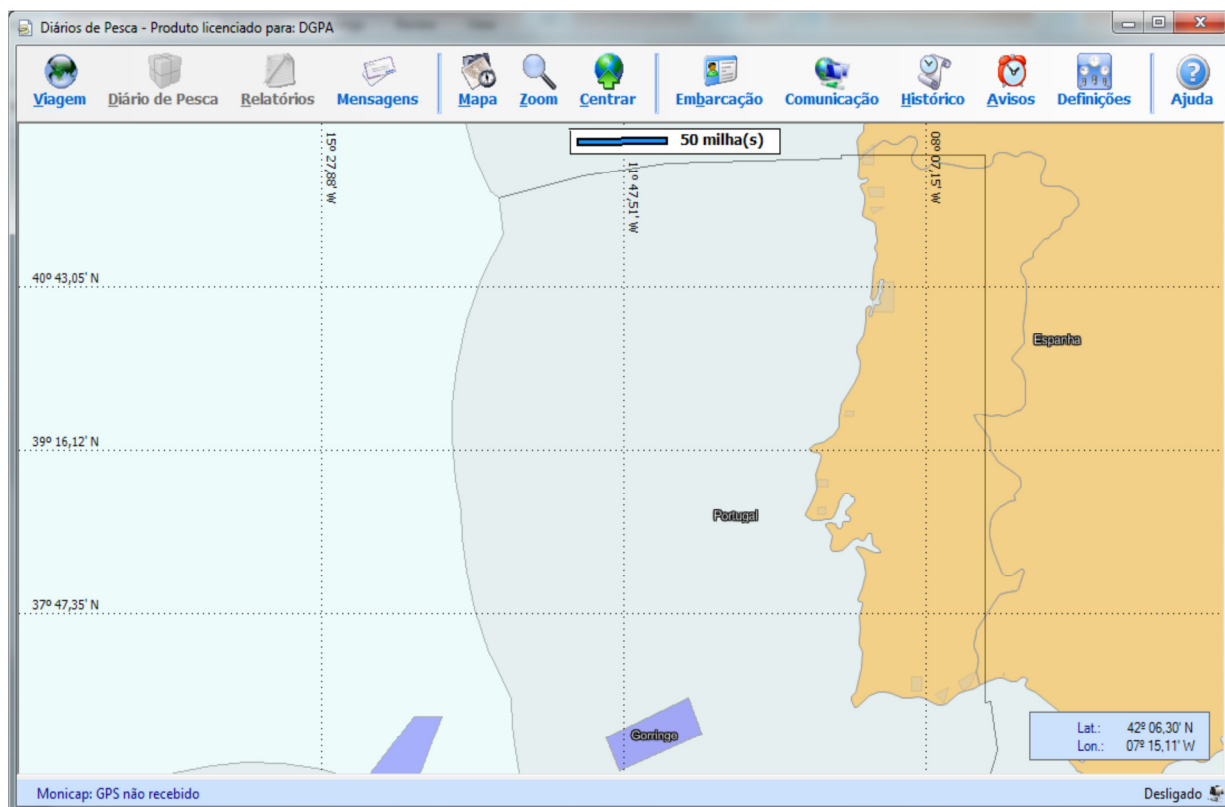 Diários de Pesca - Produto licenciado para: DGPA
Viagem Diário de Pesca Relatórios Mensagens Mapa Zoom Centrar Embarcação Comunicação Histórico Avisos Definições Ajuda
50 milha(s)
15º 27,88' W
11º 47,51' W
08º 07,15' W
40º 43,05' N
Espanha
39º 16,12' N
Portugal
37º 47,35' N
Gorringe
Lat.: 42º 06,30' N
Lon.: 07º 15,11' W
Monicap: GPS não recebido
Desligado